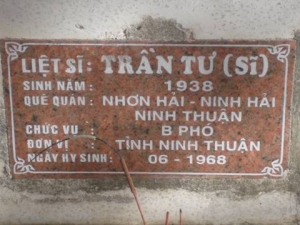 LIỆT SĨ : TRẦN TƯ (SĨ)
SINH NĂM : 1938
QUÊ QUÁN : NHƠN HẢI - NINH HẢI
NINH THUẬN
CHỨC VỤ : B PHÓ
ĐƠN VỊ : TỈNH NINH THUẬN
NGÀY HY SINH : 06 - 1968